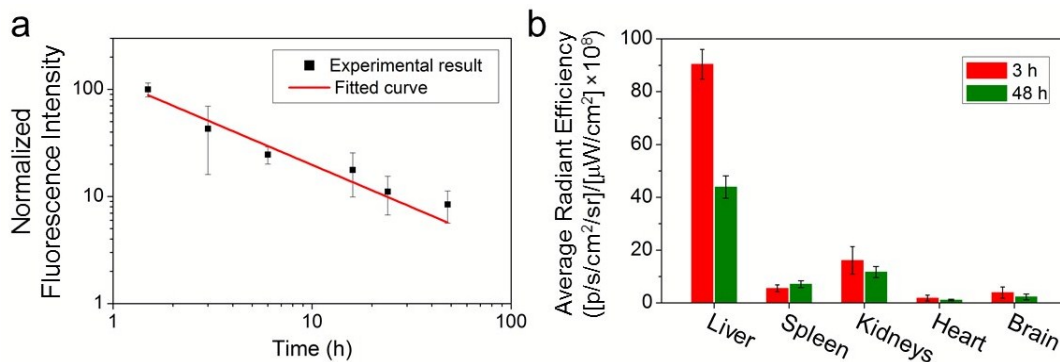 a
Normalized
Fluorescence Intensity
100
10
1
Experimental result
Fitted curve
1
10
100
Time (h)
b
Average Radiant Efficiency
([p/s/cm²/sr]/[μW/cm²] ×10⁸)
100
80
60
40
20
0
3 h
48 h
Liver
Spleen
Kidneys
Heart
Brain